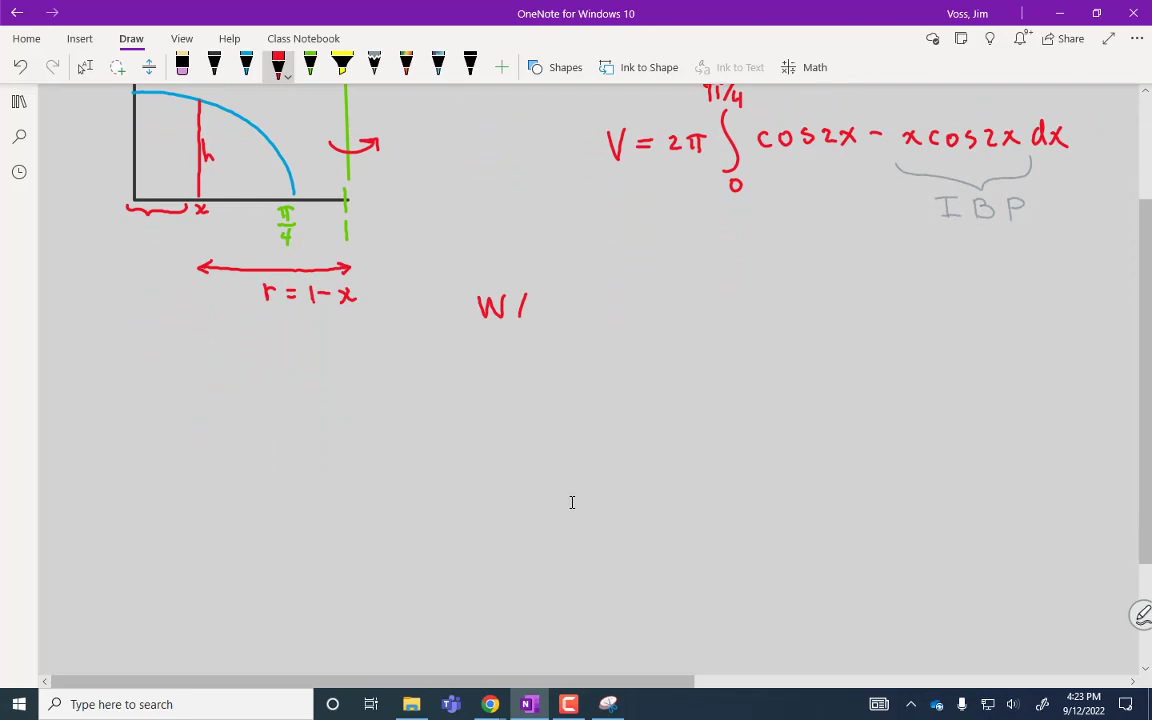 OneNote for Windows 10
Voss, Jim
Home Insert Draw View Help Class Notebook
Share
Shapes Ink to Shape Ink to Text Math
π/4
V = 2π ∫ cos2x - x cos2x dx
0
h
I B P
x
π/4
r = 1 - x
W /
Type here to search
4:23 PM
9/12/2022